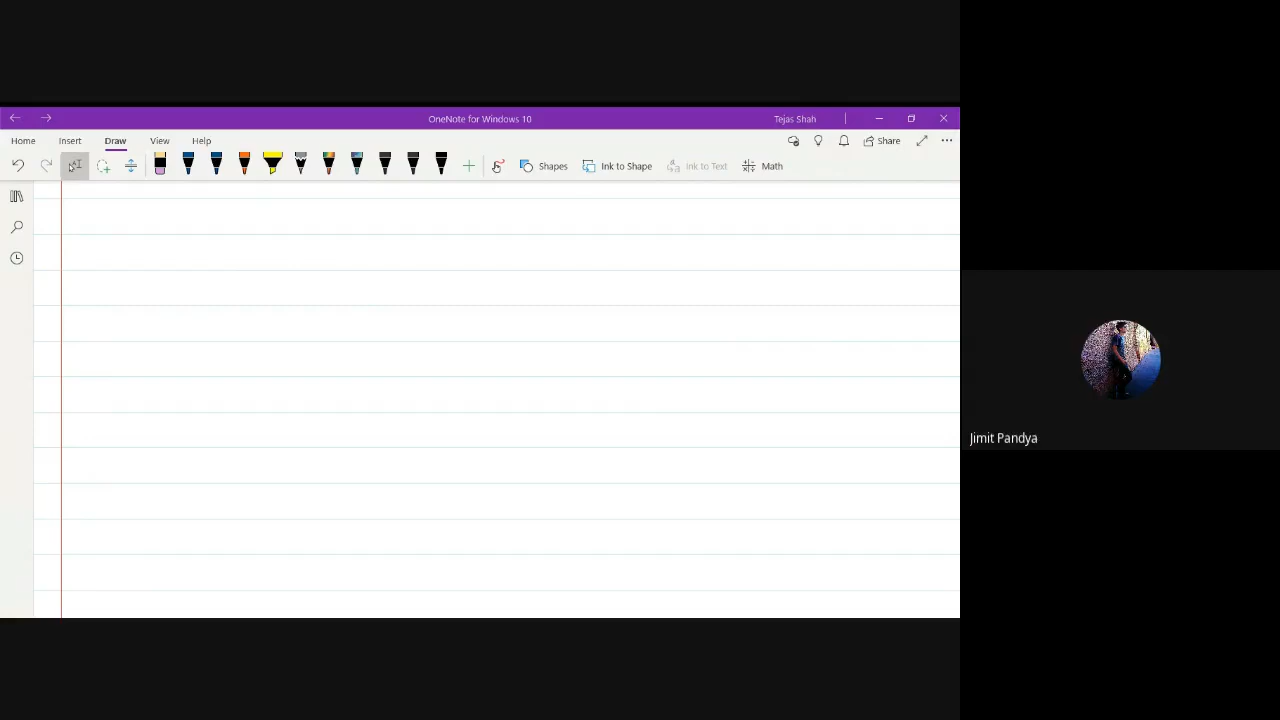 OneNote for Windows 10
Tejas Shah
Home
Insert
Draw
View
Help
Share
Shapes
Ink to Shape
Ink to Text
Math
Jimit Pandya